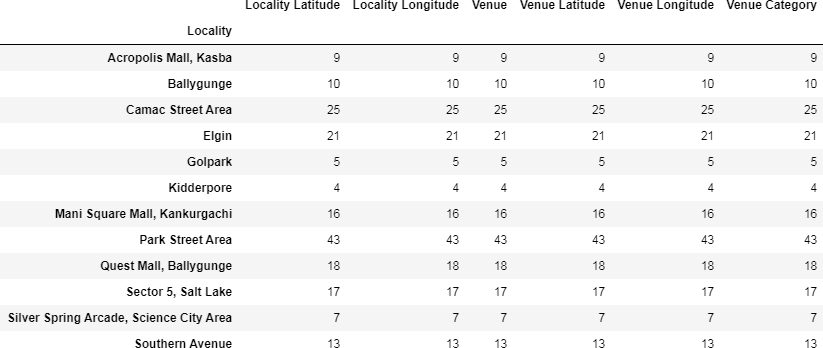 Locality Latitude Locality Longitude Venue Venue Latitude Venue Longitude Venue Category
Locality
Acropolis Mall, Kasba 9 9 9 9 9 9
Ballygunge 10 10 10 10 10 10
Camac Street Area 25 25 25 25 25 25
Elgin 21 21 21 21 21 21
Golpark 5 5 5 5 5 5
Kidderpore 4 4 4 4 4 4
Mani Square Mall, Kankurgachi 16 16 16 16 16 16
Park Street Area 43 43 43 43 43 43
Quest Mall, Ballygunge 18 18 18 18 18 18
Sector 5, Salt Lake 17 17 17 17 17 17
Silver Spring Arcade, Science City Area 7 7 7 7 7 7
Southern Avenue 13 13 13 13 13 13